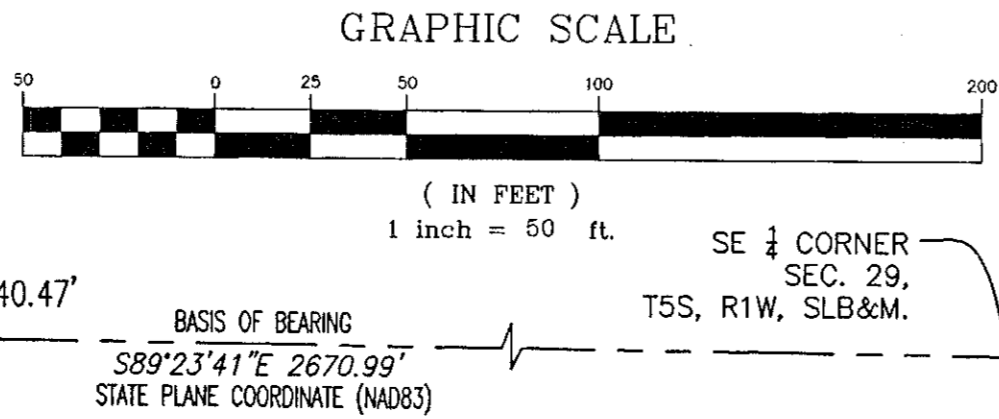 GRAPHIC SCALE
50 0 25 50 100 200
( IN FEET )
1 inch = 50 ft.
SE 1/4 CORNER
SEC. 29,
T5S, R1W, SLB&M.
40.47'
BASIS OF BEARING
S89°23'41"E 2670.99'
STATE PLANE COORDINATE (NAD83)